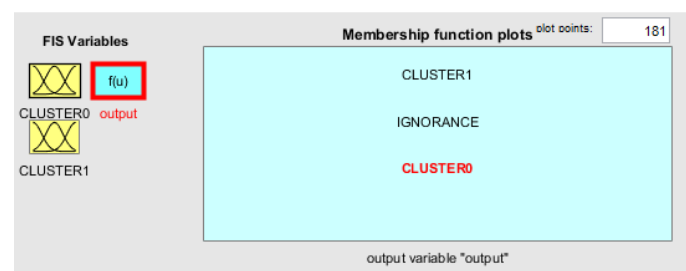 FIS Variables
f(u)
CLUSTER0 output
CLUSTER1
Membership function plots plot points: 181
CLUSTER1
IGNORANCE
CLUSTER0
output variable "output"